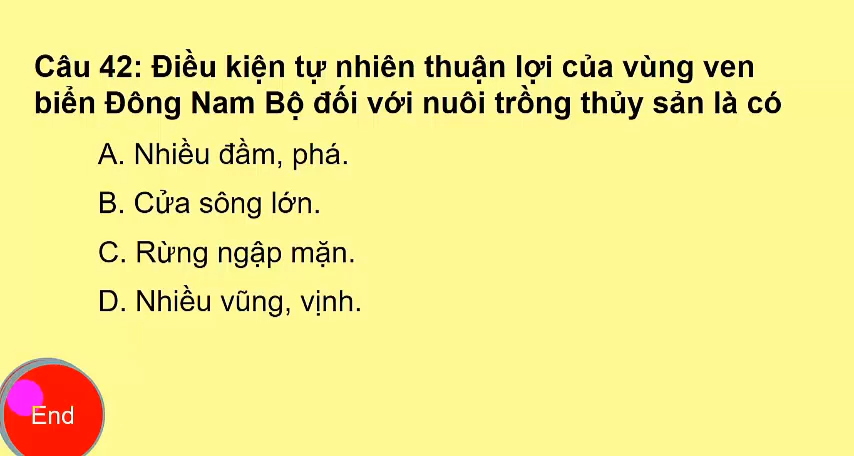 Câu 42: Điều kiện tự nhiên thuận lợi của vùng ven
biển Đông Nam Bộ đối với nuôi trồng thủy sản là có
A. Nhiều đầm, phá.
B. Cửa sông lớn.
C. Rừng ngập mặn.
D. Nhiều vũng, vịnh.
End